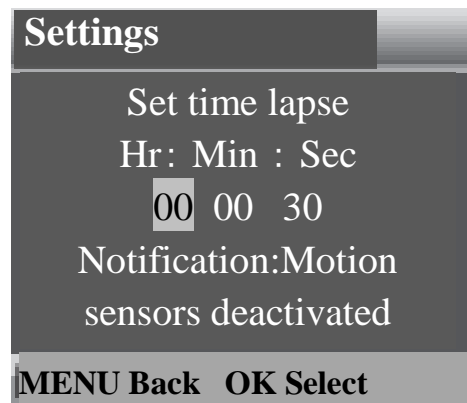 Settings
Set time lapse
Hr: Min : Sec
00 00 30
Notification:Motion
sensors deactivated
MENU Back OK Select